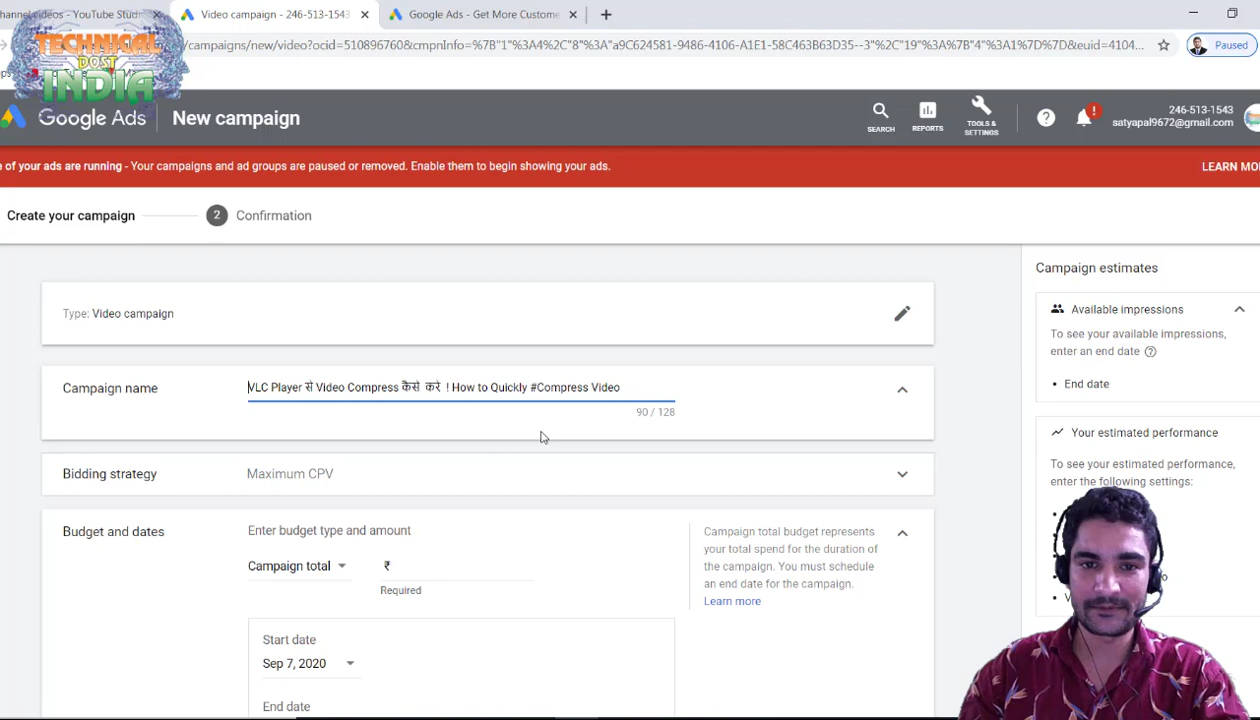 hannel videos - YouTube Studi
Video campaign - 246-513-1543
Google Ads - Get More Custome
/campaigns/new/video?ocid=510896760&cmpnInfo=%7B"1"%3A4%2C"8"%3A"a9C624581-9486-4106-A1E1-58C463B63D35--3"%2C"19"%3A%7B"4"%3A1%7D%7D&euid=4104...
Paused
TECHNICAL
DOST
INDIA
Google Ads
New campaign
SEARCH
REPORTS
TOOLS &
SETTINGS
246-513-1543
satyapal9672@gmail.com
e of your ads are running - Your campaigns and ad groups are paused or removed. Enable them to begin showing your ads.
LEARN MO
Create your campaign
2 Confirmation
Type: Video campaign
Campaign name
VLC Player से Video Compress कैसे करे ! How to Quickly #Compress Video
90 / 128
Bidding strategy
Maximum CPV
Budget and dates
Enter budget type and amount
Campaign total
₹
Required
Campaign total budget represents
your total spend for the duration of
the campaign. You must schedule
an end date for the campaign.
Learn more
Start date
Sep 7, 2020
End date
Campaign estimates
Available impressions
To see your available impressions,
enter an end date
• End date
Your estimated performance
To see your estimated performance,
enter the following settings: